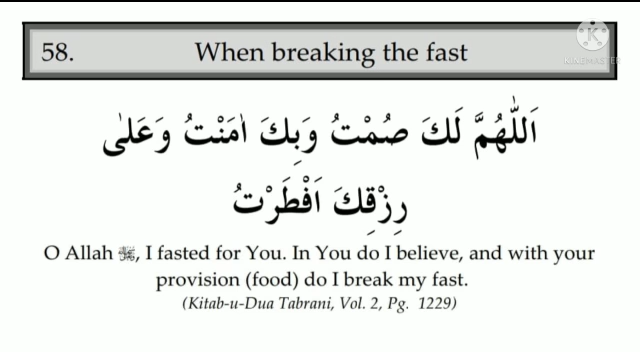 58. When breaking the fast
KINEMASTER
اَللّٰهُمَّ لَكَ صُمْتُ وَبِكَ اٰمَنْتُ وَعَلٰى
رِزْقِكَ اَفْطَرْتُ
O Allah ﷻ, I fasted for You. In You do I believe, and with your
provision (food) do I break my fast.
(Kitab-u-Dua Tabrani, Vol. 2, Pg. 1229)